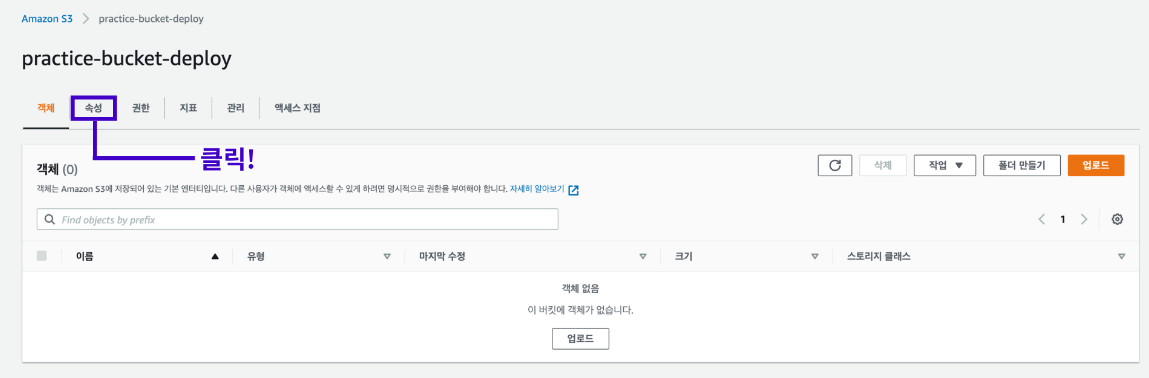 Amazon S3 > practice-bucket-deploy
practice-bucket-deploy
객체 속성 권한 지표 관리 액세스 지점
클릭!
객체 (0)
삭제 작업 폴더 만들기 업로드
객체는 Amazon S3에 저장되어 있는 기본 엔터티입니다. 다른 사용자가 객체에 액세스할 수 있게 하려면 명시적으로 권한을 부여해야 합니다. 자세히 알아보기
Find objects by prefix
1
이름 유형 마지막 수정 크기 스토리지 클래스
객체 없음
이 버킷에 객체가 없습니다.
업로드